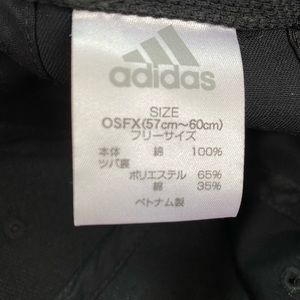 adidas
SIZE
OSFX(57cm～60cm)
フリーサイズ
本体 綿 100%
ツバ裏
ポリエステル 65%
綿 35%
ベトナム製